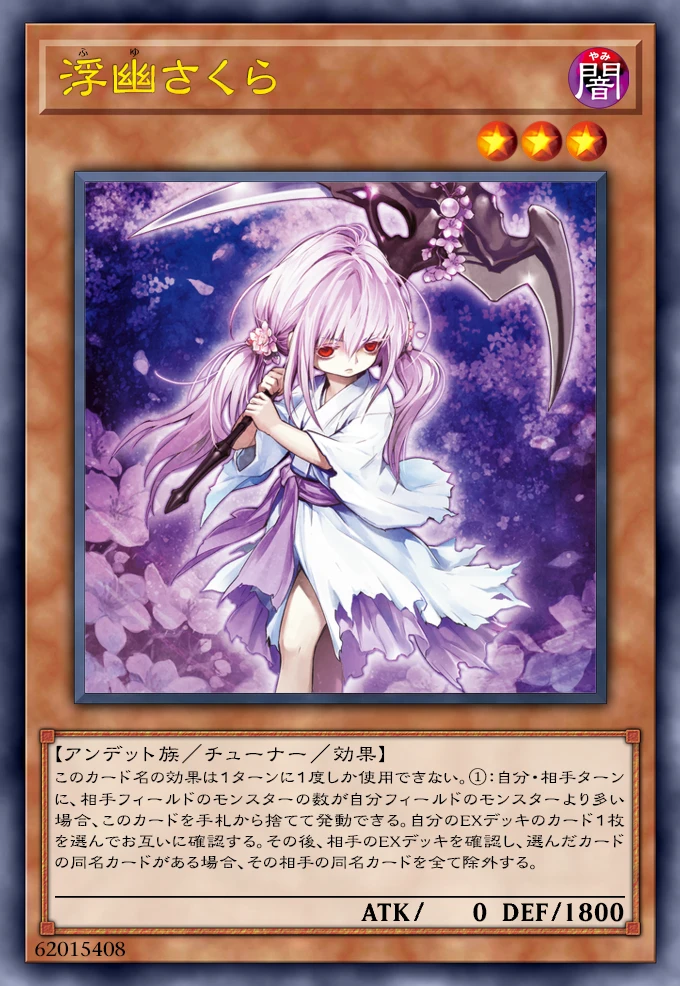 ふゆ
浮幽さくら
やみ
闇
【アンデット族／チューナー／効果】
このカード名の効果は1ターンに1度しか使用できない。①：自分・相手ターン
に、相手フィールドのモンスターの数が自分フィールドのモンスターより多い
場合、このカードを手札から捨てて発動できる。自分のEXデッキのカード1枚
を選んでお互いに確認する。その後、相手のEXデッキを確認し、選んだカード
の同名カードがある場合、その相手の同名カードを全て除外する。
ATK/ 0 DEF/1800
62015408